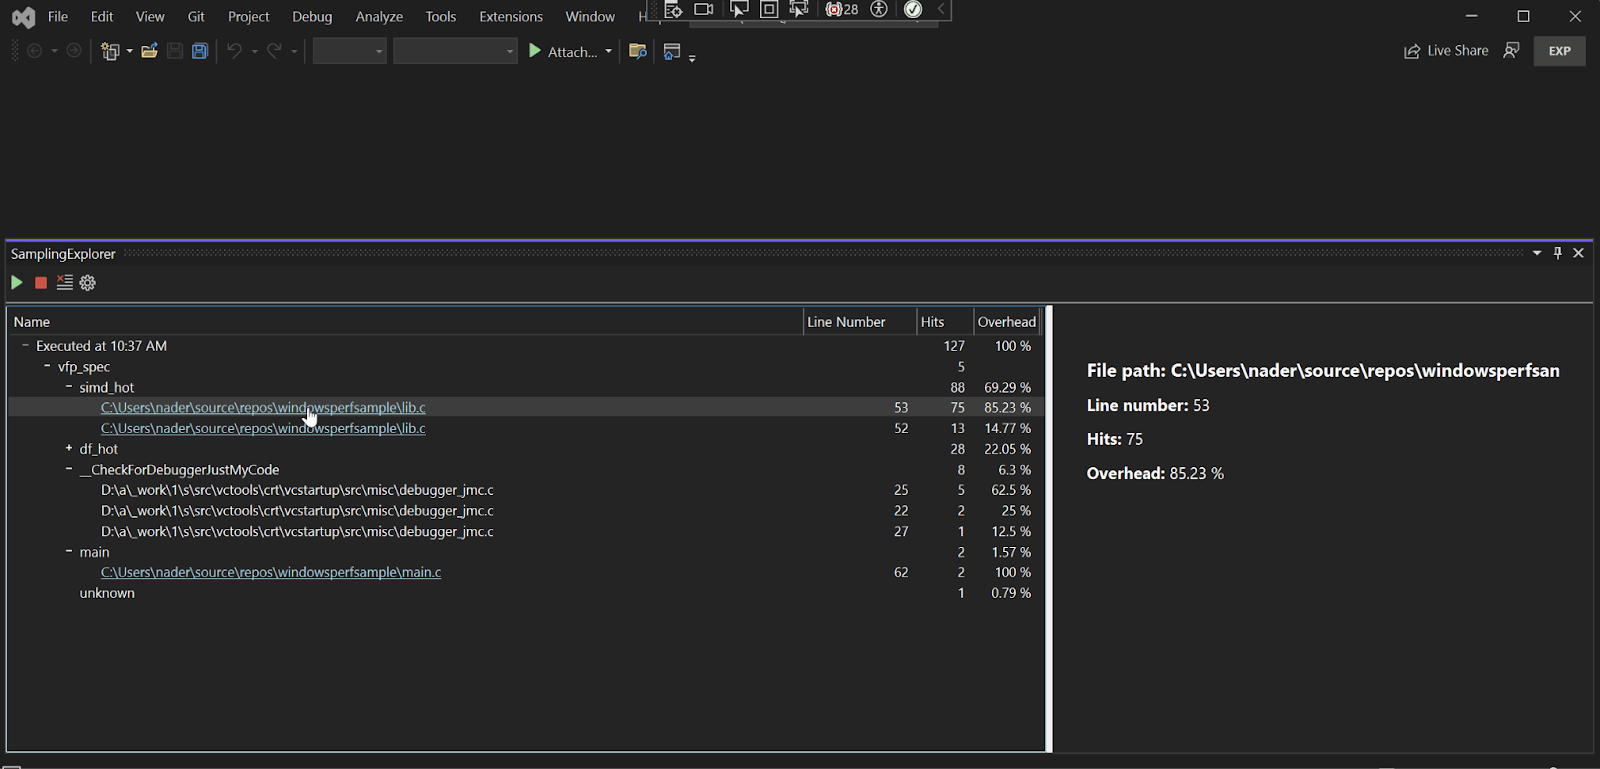 File Edit View Git Project Debug Analyze Tools Extensions Window 28
Attach... Live Share EXP
SamplingExplorer
Name Line Number Hits Overhead
Executed at 10:37 AM 127 100 %
vfp_spec 5
simd_hot 88 69.29 %
C:\Users\nader\source\repos\windowsperfsample\lib.c 53 75 85.23 %
C:\Users\nader\source\repos\windowsperfsample\lib.c 52 13 14.77 %
df_hot 28 22.05 %
__CheckForDebuggerJustMyCode 8 6.3 %
D:\a\_work\1\s\src\vctools\crt\vcstartup\src\misc\debugger_jmc.c 25 5 62.5 %
D:\a\_work\1\s\src\vctools\crt\vcstartup\src\misc\debugger_jmc.c 22 2 25 %
D:\a\_work\1\s\src\vctools\crt\vcstartup\src\misc\debugger_jmc.c 27 1 12.5 %
main 2 1.57 %
C:\Users\nader\source\repos\windowsperfsample\main.c 62 2 100 %
unknown 1 0.79 %
File path: C:\Users\nader\source\repos\windowsperfsan
Line number: 53
Hits: 75
Overhead: 85.23 %